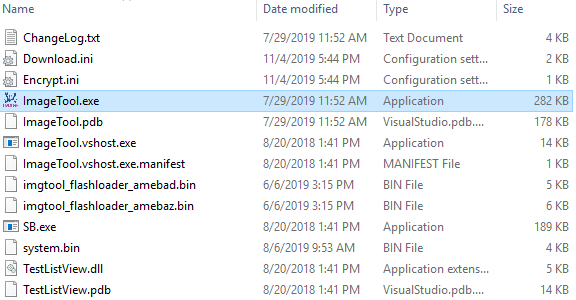 Name Date modified Type Size
ChangeLog.txt 7/29/2019 11:52 AM Text Document 4 KB
Download.ini 11/4/2019 5:44 PM Configuration sett... 2 KB
Encrypt.ini 11/4/2019 5:44 PM Configuration sett... 1 KB
ImageTool.exe 7/29/2019 11:52 AM Application 282 KB
ImageTool.pdb 7/29/2019 11:52 AM VisualStudio.pdb.... 178 KB
ImageTool.vshost.exe 8/20/2018 1:41 PM Application 14 KB
ImageTool.vshost.exe.manifest 8/20/2018 1:41 PM MANIFEST File 1 KB
imgtool_flashloader_amebad.bin 6/6/2019 3:15 PM BIN File 5 KB
imgtool_flashloader_amebaz.bin 6/6/2019 3:15 PM BIN File 6 KB
SB.exe 8/20/2018 1:41 PM Application 189 KB
system.bin 8/6/2019 9:53 AM BIN File 4 KB
TestListView.dll 8/20/2018 1:41 PM Application extens... 6 KB
TestListView.pdb 8/20/2018 1:41 PM VisualStudio.pdb.... 14 KB